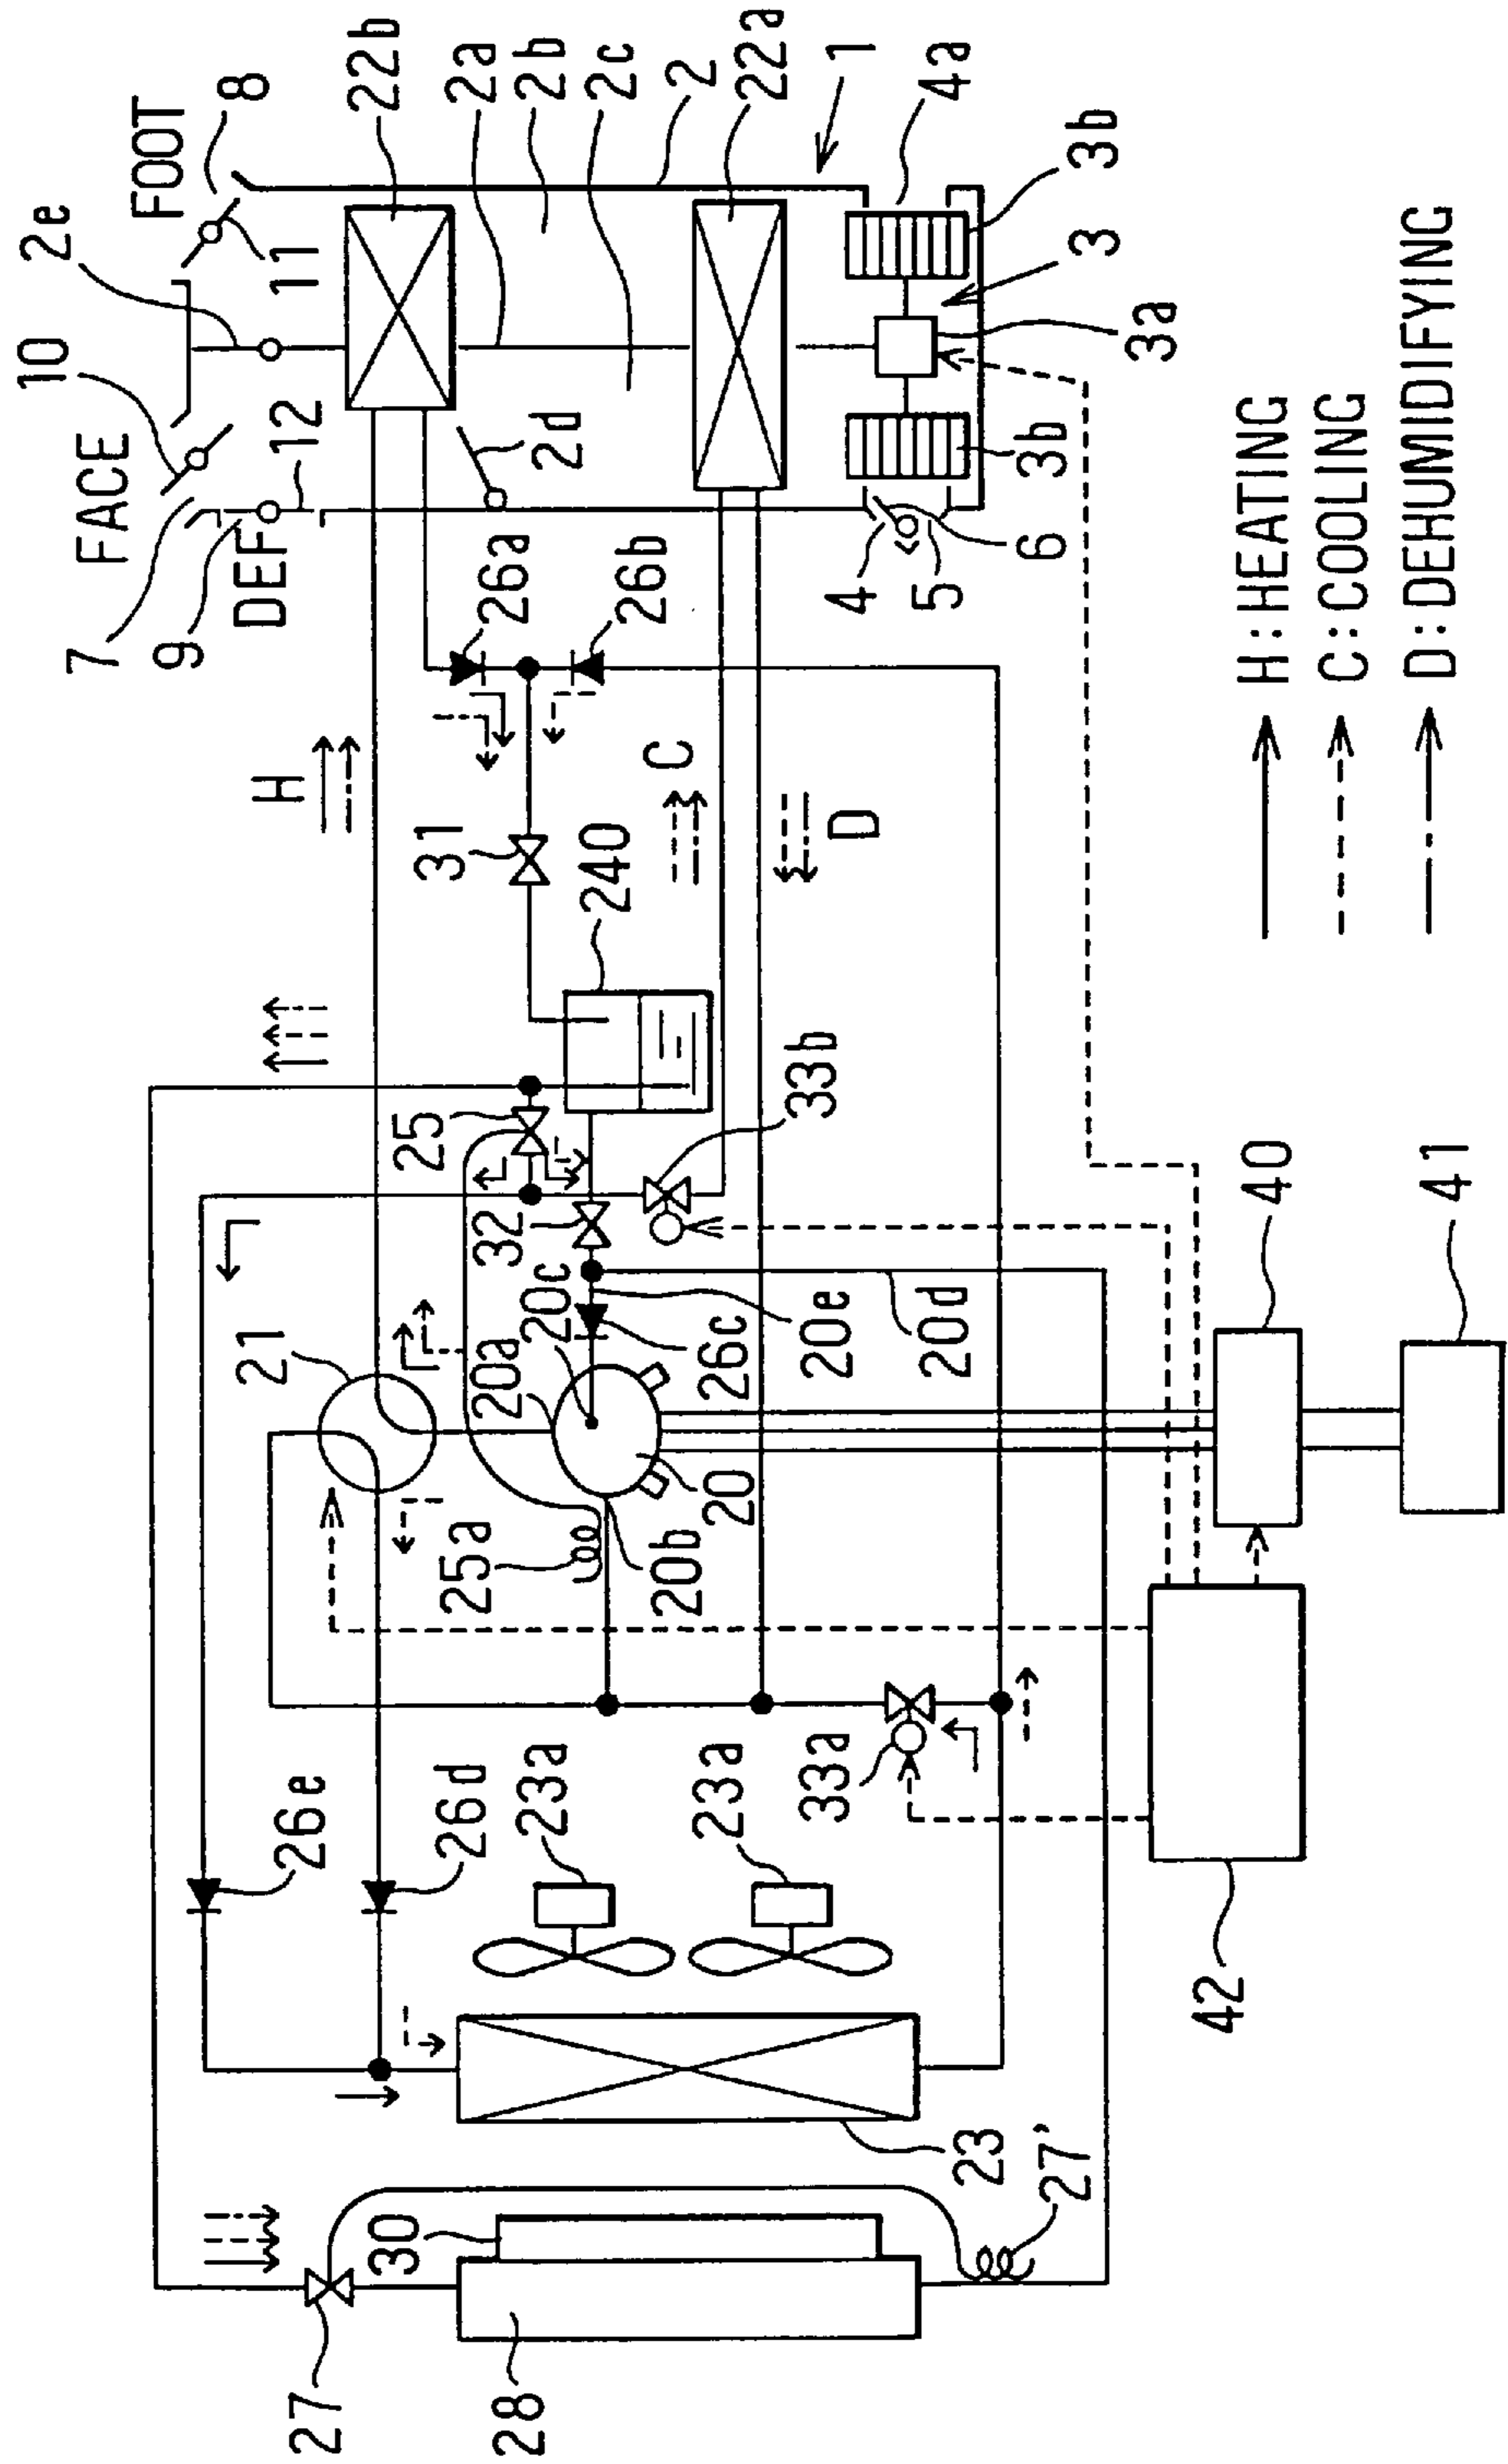 10
2e
7
FACE
FOOT
9
8
DEF
12
11
H
21
26e
27
22b
30
25
31
26d
25a
2a
20a
32
26a
28
23a
20c
2d
2b
240
26b
2c
20b
C
2
20
26c
23a
22a
33b
33a
20e
D
1
4
23
20d
5
4a
3b
6
27'
3b
3
3a
42
40
H:HEATING
C:COOLING
41
D:DEHUMIDIFYING